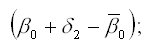 (β₀ + δ₂ − β̅₀);